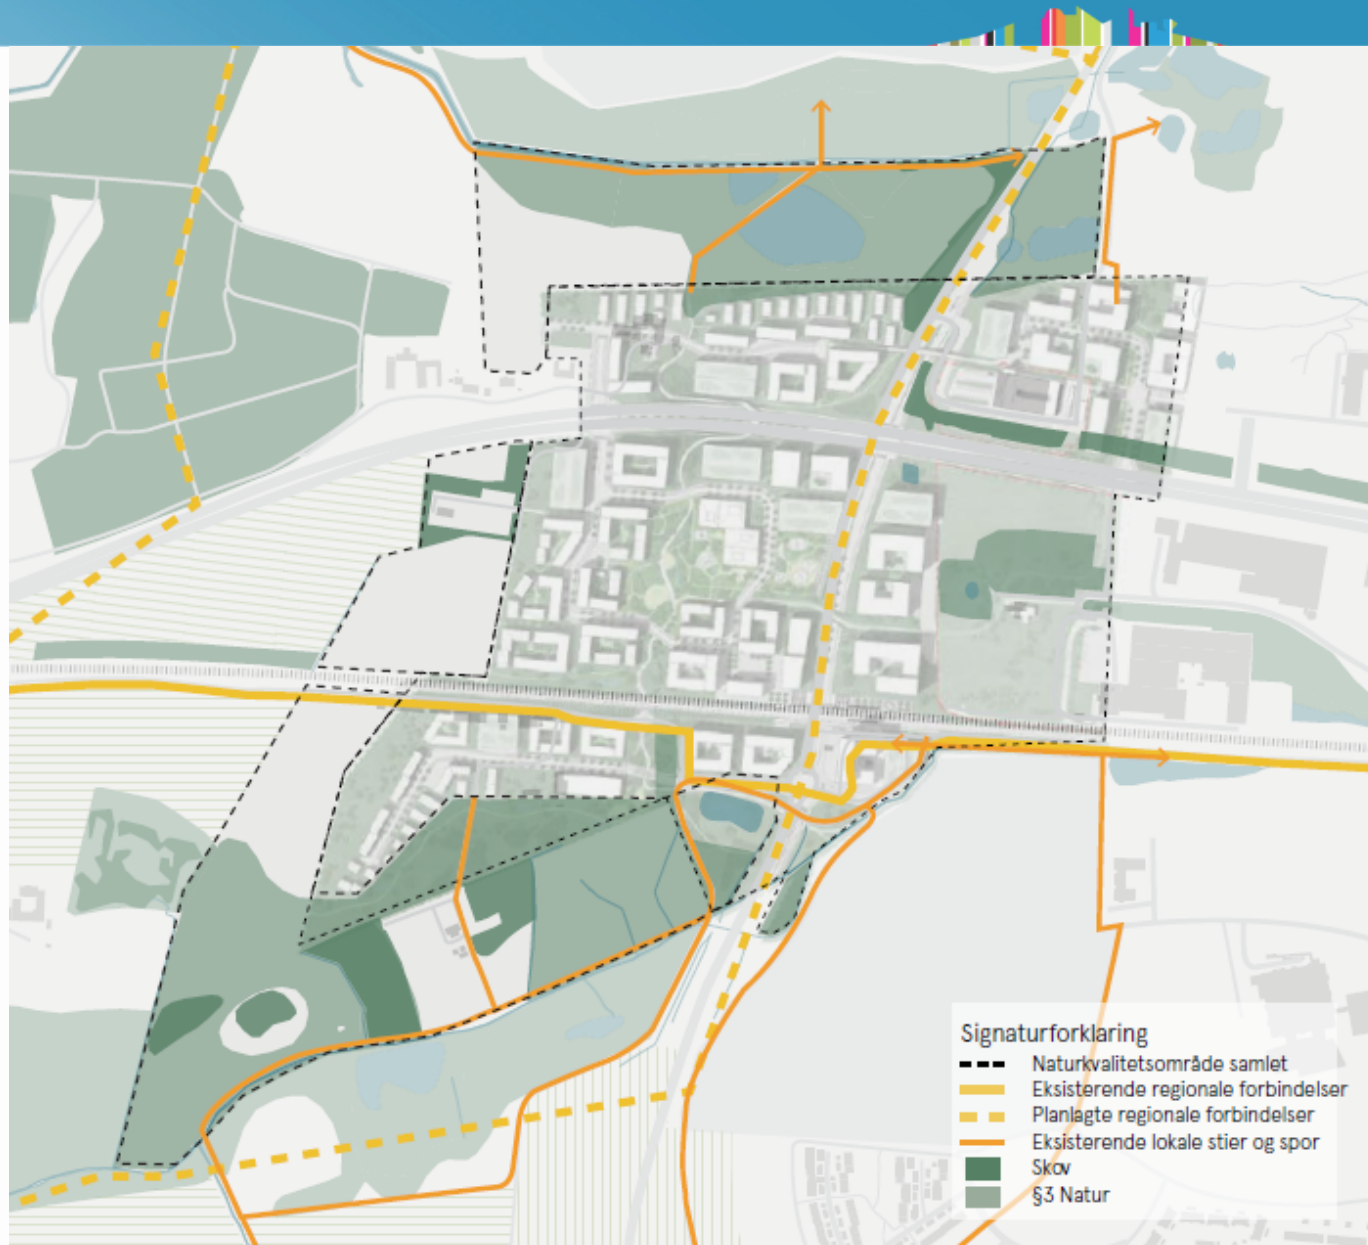 Signaturforklaring
Naturkvalitetsområde samlet
Eksisterende regionale forbindelser
Planlagte regionale forbindelser
Eksisterende lokale stier og spor
Skov
§3 Natur